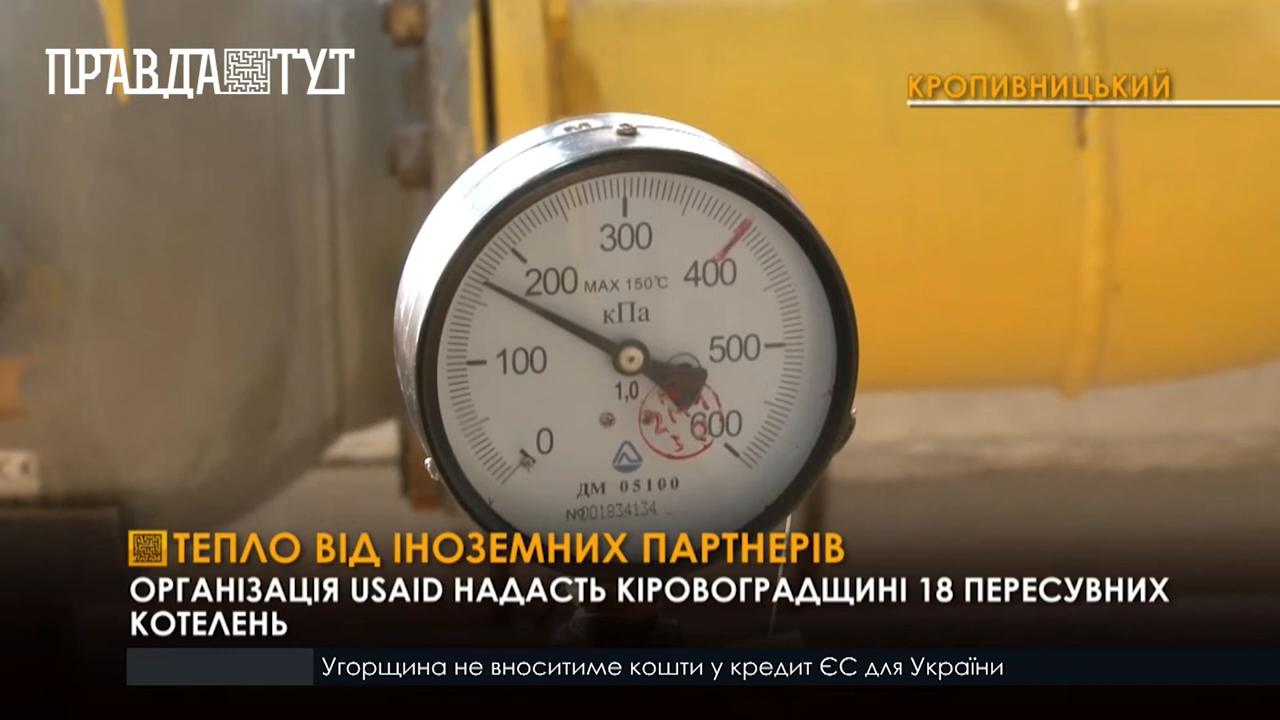 ПРАВДА ТУТ
КРОПИВНИЦЬКИЙ
300
200
MAX 150°C
400
кПа
100
500
1,0
600
0
ДМ 05100
№001834134
ТЕПЛО ВІД ІНОЗЕМНИХ ПАРТНЕРІВ
ОРГАНІЗАЦІЯ USAID НАДАСТЬ КІРОВОГРАДЩИНІ 18 ПЕРЕСУВНИХ
КОТЕЛЕНЬ
Угорщина не вноситиме кошти у кредит ЄС для України